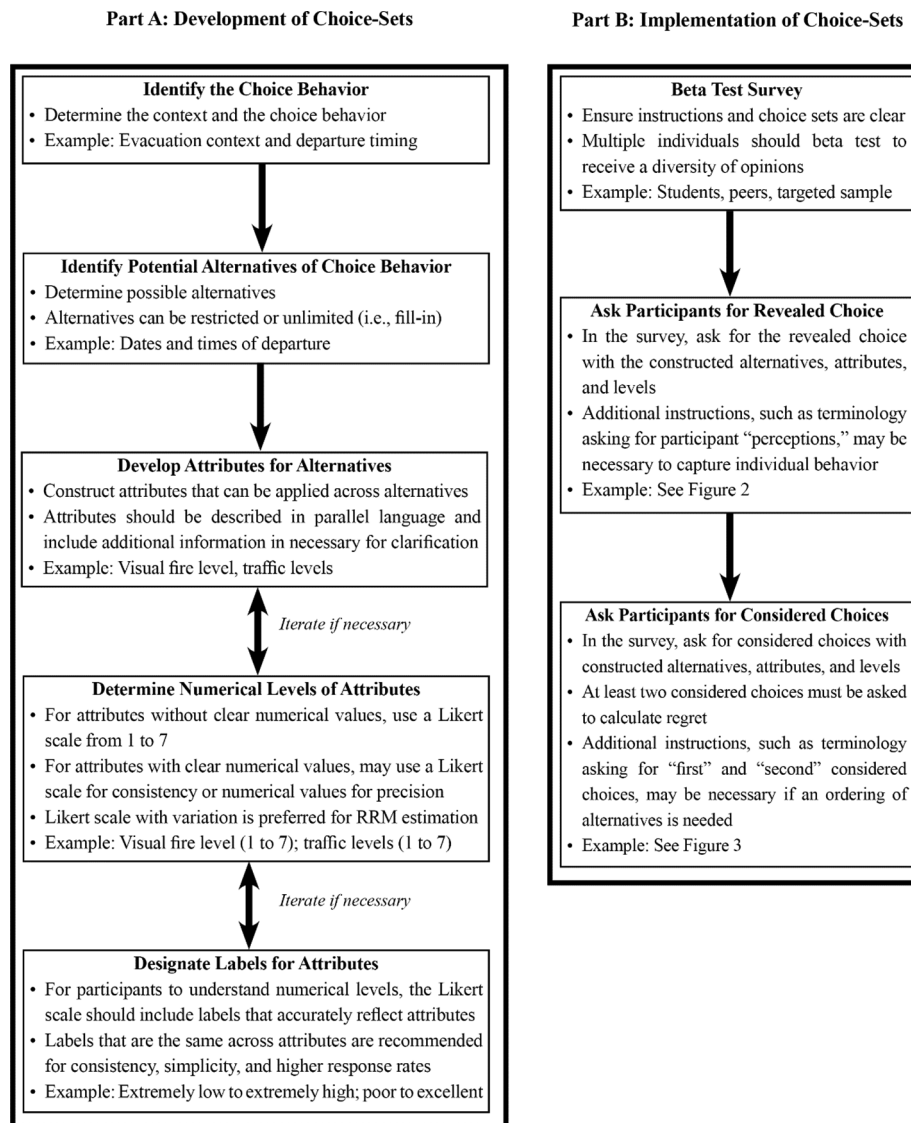 Part A: Development of Choice-Sets
Identify the Choice Behavior
• Determine the context and the choice behavior
• Example: Evacuation context and departure timing
Identify Potential Alternatives of Choice Behavior
• Determine possible alternatives
• Alternatives can be restricted or unlimited (i.e., fill-in)
• Example: Dates and times of departure
Develop Attributes for Alternatives
• Construct attributes that can be applied across alternatives
• Attributes should be described in parallel language and
include additional information in necessary for clarification
• Example: Visual fire level, traffic levels
Iterate if necessary
Determine Numerical Levels of Attributes
• For attributes without clear numerical values, use a Likert
scale from 1 to 7
• For attributes with clear numerical values, may use a Likert
scale for consistency or numerical values for precision
• Likert scale with variation is preferred for RRM estimation
• Example: Visual fire level (1 to 7); traffic levels (1 to 7)
Iterate if necessary
Designate Labels for Attributes
• For participants to understand numerical levels, the Likert
scale should include labels that accurately reflect attributes
• Labels that are the same across attributes are recommended
for consistency, simplicity, and higher response rates
• Example: Extremely low to extremely high; poor to excellent
Part B: Implementation of Choice-Sets
Beta Test Survey
• Ensure instructions and choice sets are clear
• Multiple individuals should beta test to
receive a diversity of opinions
• Example: Students, peers, targeted sample
Ask Participants for Revealed Choice
• In the survey, ask for the revealed choice
with the constructed alternatives, attributes,
and levels
• Additional instructions, such as terminology
asking for participant “perceptions,” may be
necessary to capture individual behavior
• Example: See Figure 2
Ask Participants for Considered Choices
• In the survey, ask for considered choices with
constructed alternatives, attributes, and levels
• At least two considered choices must be asked
to calculate regret
• Additional instructions, such as terminology
asking for “first” and “second” considered
choices, may be necessary if an ordering of
alternatives is needed
• Example: See Figure 3